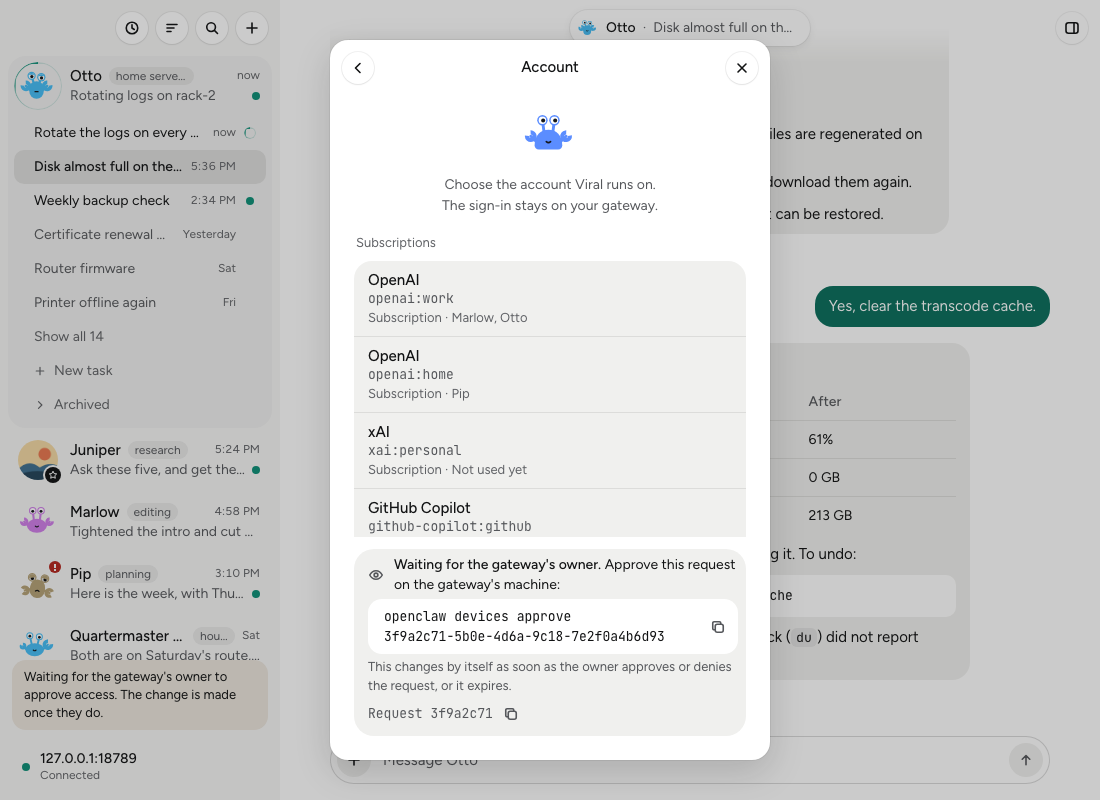 Otto home serve... now
Rotating logs on rack-2
Rotate the logs on every ... now
Disk almost full on the... 5:36 PM
Weekly backup check 2:34 PM
Certificate renewal ... Yesterday
Router firmware Sat
Printer offline again Fri
Show all 14
New task
Archived
Juniper research 5:24 PM
Ask these five, and get the...
Marlow editing 4:58 PM
Tightened the intro and cut ...
Pip planning 3:10 PM
Here is the week, with Thu...
Quartermaster ... hou... Sat
Both are on Saturday's route....
Waiting for the gateway's owner to
approve access. The change is made
once they do.
127.0.0.1:18789
Connected
Otto · Disk almost full on th...
iles are regenerated on
download them again.
can be restored.
Yes, clear the transcode cache.
After
61%
0 GB
213 GB
g it. To undo:
che
ck ( du ) did not report
Message Otto
Account
Choose the account Viral runs on.
The sign-in stays on your gateway.
Subscriptions
OpenAI
openai:work
Subscription · Marlow, Otto
OpenAI
openai:home
Subscription · Pip
xAI
xai:personal
Subscription · Not used yet
GitHub Copilot
github-copilot:github
Waiting for the gateway's owner. Approve this request
on the gateway's machine:
openclaw devices approve
3f9a2c71-5b0e-4d6a-9c18-7e2f0a4b6d93
This changes by itself as soon as the owner approves or denies
the request, or it expires.
Request 3f9a2c71